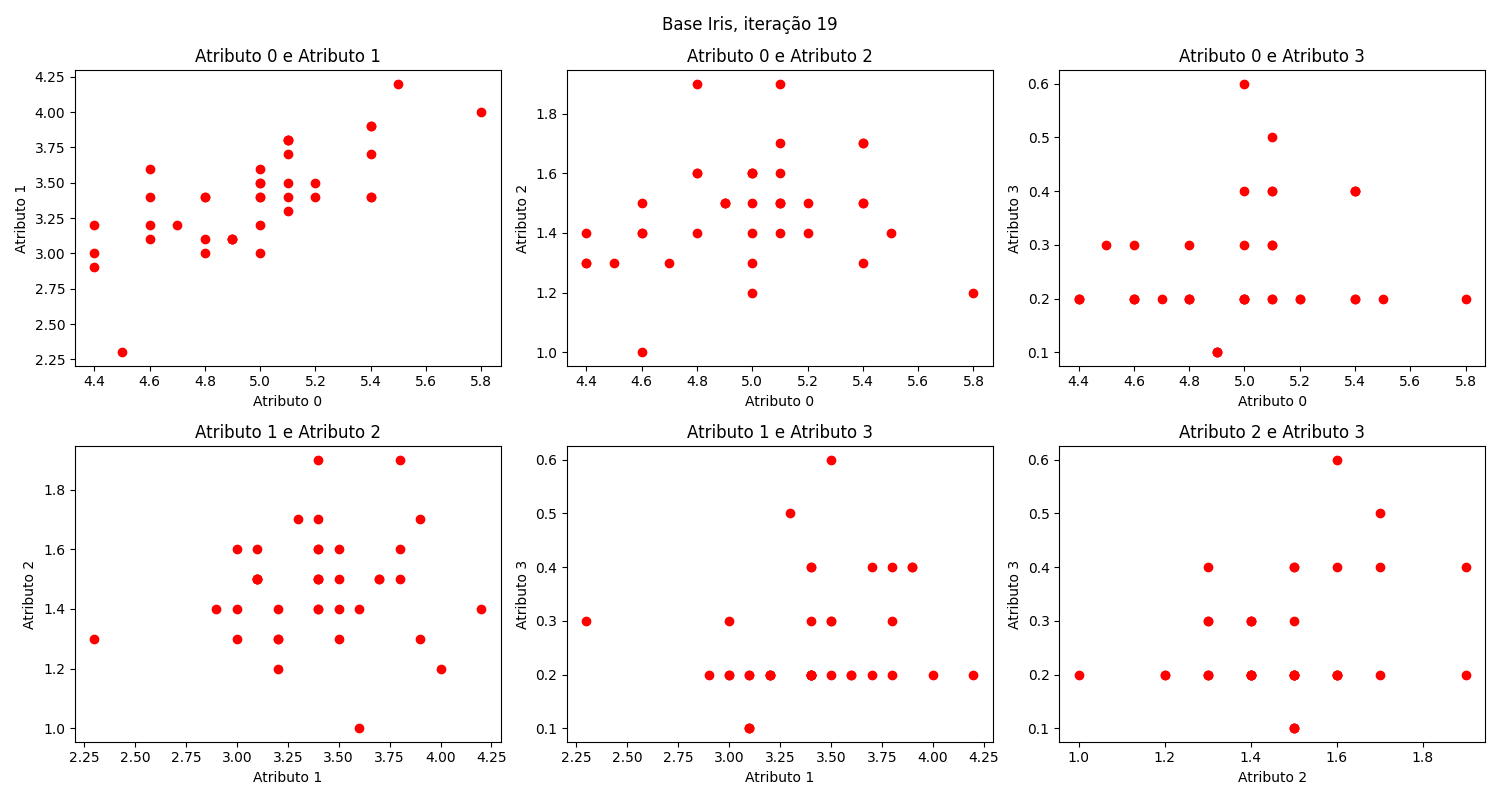 Base Iris, iteração 19
Atributo 0 e Atributo 1
4.25
4.00
3.75
3.50
3.25
3.00
2.75
2.50
2.25
Atributo 1
4.4 4.6 4.8 5.0 5.2 5.4 5.6 5.8
Atributo 0
Atributo 0 e Atributo 2
1.8
1.6
1.4
1.2
1.0
Atributo 2
4.4 4.6 4.8 5.0 5.2 5.4 5.6 5.8
Atributo 0
Atributo 0 e Atributo 3
0.6
0.5
0.4
0.3
0.2
0.1
Atributo 3
4.4 4.6 4.8 5.0 5.2 5.4 5.6 5.8
Atributo 0
Atributo 1 e Atributo 2
1.8
1.6
1.4
1.2
1.0
Atributo 2
2.25 2.50 2.75 3.00 3.25 3.50 3.75 4.00 4.25
Atributo 1
Atributo 1 e Atributo 3
0.6
0.5
0.4
0.3
0.2
0.1
Atributo 3
2.25 2.50 2.75 3.00 3.25 3.50 3.75 4.00 4.25
Atributo 1
Atributo 2 e Atributo 3
0.6
0.5
0.4
0.3
0.2
0.1
Atributo 3
1.0 1.2 1.4 1.6 1.8
Atributo 2